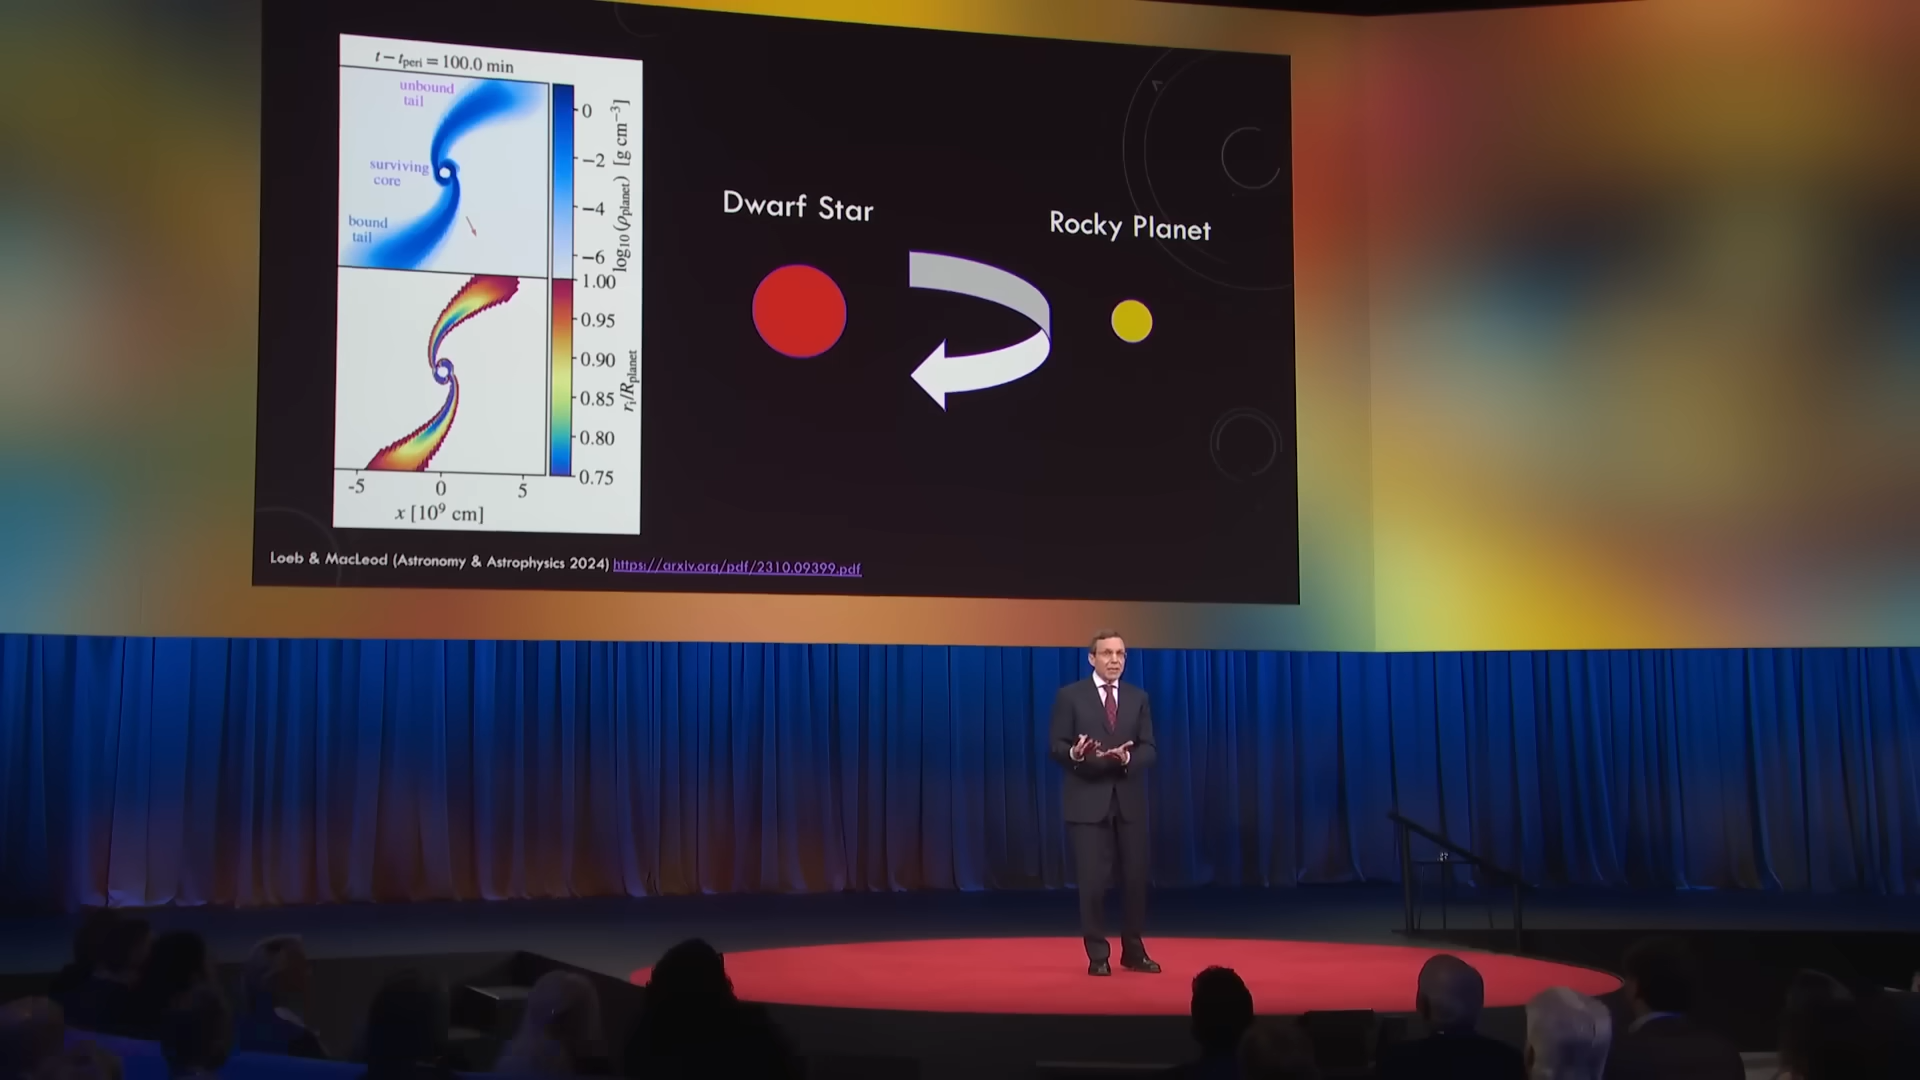 t − tperi = 100.0 min
unbound
tail
surviving
core
bound
tail
0
−2
−4
−6
log10(ρplanet) [g cm−3]
1.00
0.95
0.90
0.85
0.80
0.75
ri/Rplanet
-5 0 5
x [10⁹ cm]
Dwarf Star
Rocky Planet
Loeb & MacLeod (Astronomy & Astrophysics 2024) https://arxiv.org/pdf/2310.09399.pdf